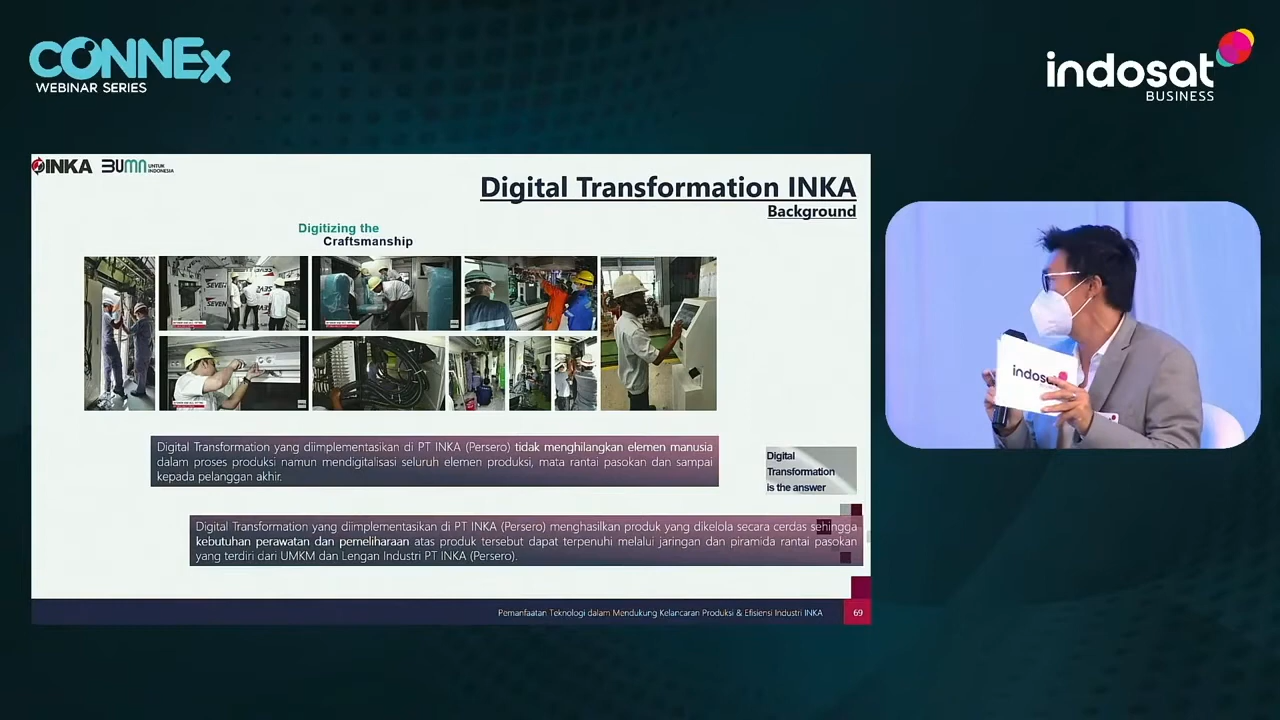 CONNEx
WEBINAR SERIES
indosat
BUSINESS
INKA BUMN UNTUK
INDONESIA
Digital Transformation INKA
Background
Digitizing the
Craftsmanship
SEVEN
SEVEN
Digital Transformation yang diimplementasikan di PT INKA (Persero) tidak menghilangkan elemen manusia
dalam proses produksi namun mendigitalisasi seluruh elemen produksi, mata rantai pasokan dan sampai
kepada pelanggan akhir.
Digital
Transformation
is the answer
Digital Transformation yang diimplementasikan di PT INKA (Persero) menghasilkan produk yang dikelola secara cerdas sehingga
kebutuhan perawatan dan pemeliharaan atas produk tersebut dapat terpenuhi melalui jaringan dan piramida rantai pasokan
yang terdiri dari UMKM dan Lengan Industri PT INKA (Persero).
Pemanfaatan Teknologi dalam Mendukung Kelancaran Produksi & Efisiensi Industri INKA 69
indosat